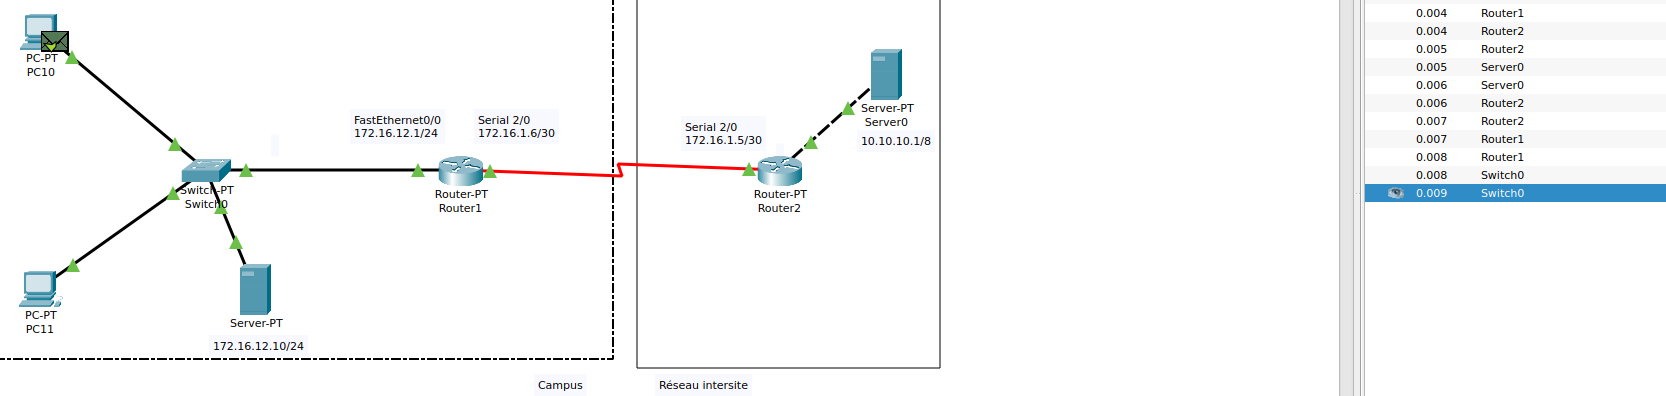 PC-PT
PC10
FastEthernet0/0
172.16.12.1/24
Serial 2/0
172.16.1.6/30
Switch-PT
Switch0
Router-PT
Router1
PC-PT
PC11
Server-PT
172.16.12.10/24
Campus
Serial 2/0
172.16.1.5/30
Server-PT
Server0
10.10.10.1/8
Router-PT
Router2
Réseau intersite
0.004 Router1
0.004 Router2
0.005 Router2
0.005 Server0
0.006 Server0
0.006 Router2
0.007 Router2
0.007 Router1
0.008 Router1
0.008 Switch0
0.009 Switch0